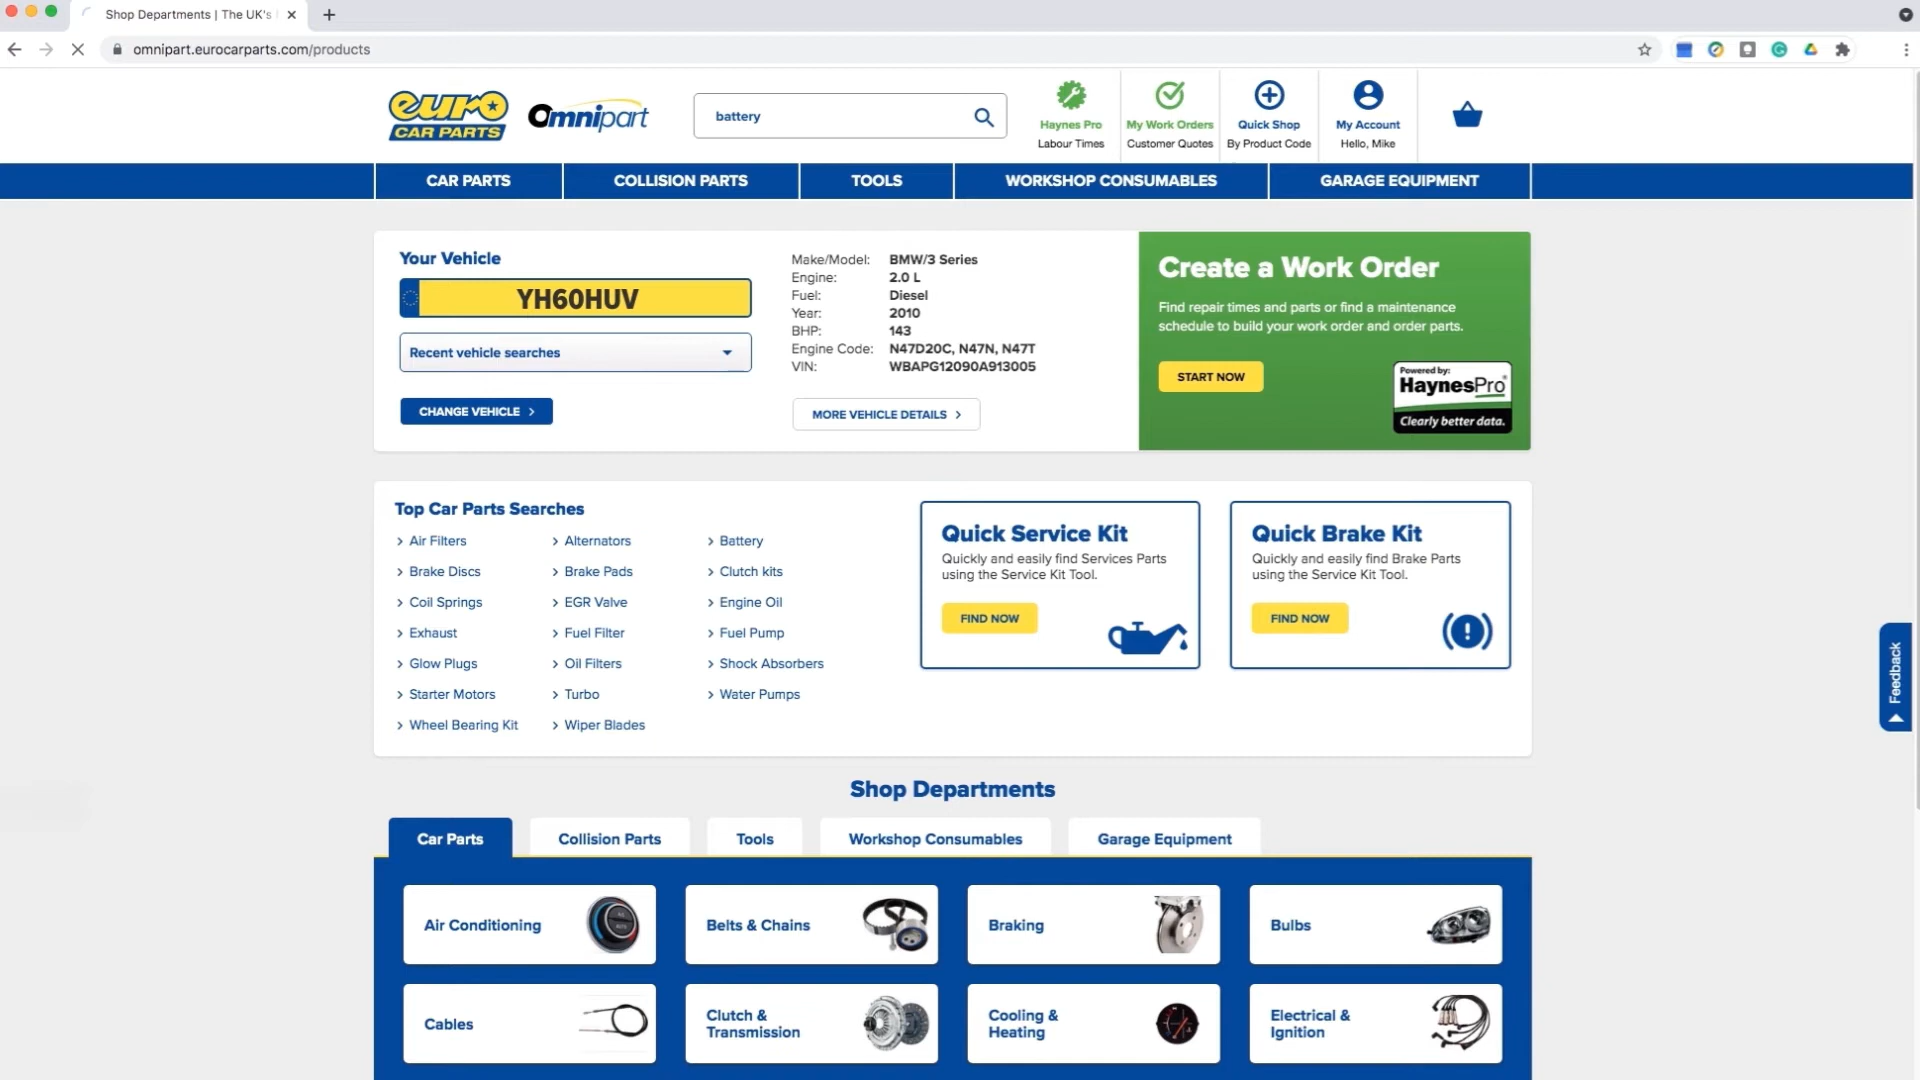 Shop Departments | The UK's
omnipart.eurocarparts.com/products
euro
CAR PARTS
Omnipart
battery
Haynes Pro
Labour Times
My Work Orders
Customer Quotes
Quick Shop
By Product Code
My Account
Hello, Mike
CAR PARTS
COLLISION PARTS
TOOLS
WORKSHOP CONSUMABLES
GARAGE EQUIPMENT
Your Vehicle
YH60HUV
Recent vehicle searches
CHANGE VEHICLE
Make/Model: BMW/3 Series
Engine: 2.0 L
Fuel: Diesel
Year: 2010
BHP: 143
Engine Code: N47D20C, N47N, N47T
VIN: WBAPG12090A913005
MORE VEHICLE DETAILS
Create a Work Order
Find repair times and parts or find a maintenance
schedule to build your work order and order parts.
START NOW
Powered by:
HaynesPro
Clearly better data.
Top Car Parts Searches
Air Filters
Alternators
Battery
Brake Discs
Brake Pads
Clutch kits
Coil Springs
EGR Valve
Engine Oil
Exhaust
Fuel Filter
Fuel Pump
Glow Plugs
Oil Filters
Shock Absorbers
Starter Motors
Turbo
Water Pumps
Wheel Bearing Kit
Wiper Blades
Quick Service Kit
Quickly and easily find Services Parts
using the Service Kit Tool.
FIND NOW
Quick Brake Kit
Quickly and easily find Brake Parts
using the Service Kit Tool.
FIND NOW
Feedback
Shop Departments
Car Parts
Collision Parts
Tools
Workshop Consumables
Garage Equipment
Air Conditioning
Belts & Chains
Braking
Bulbs
Cables
Clutch &
Transmission
Cooling &
Heating
Electrical &
Ignition